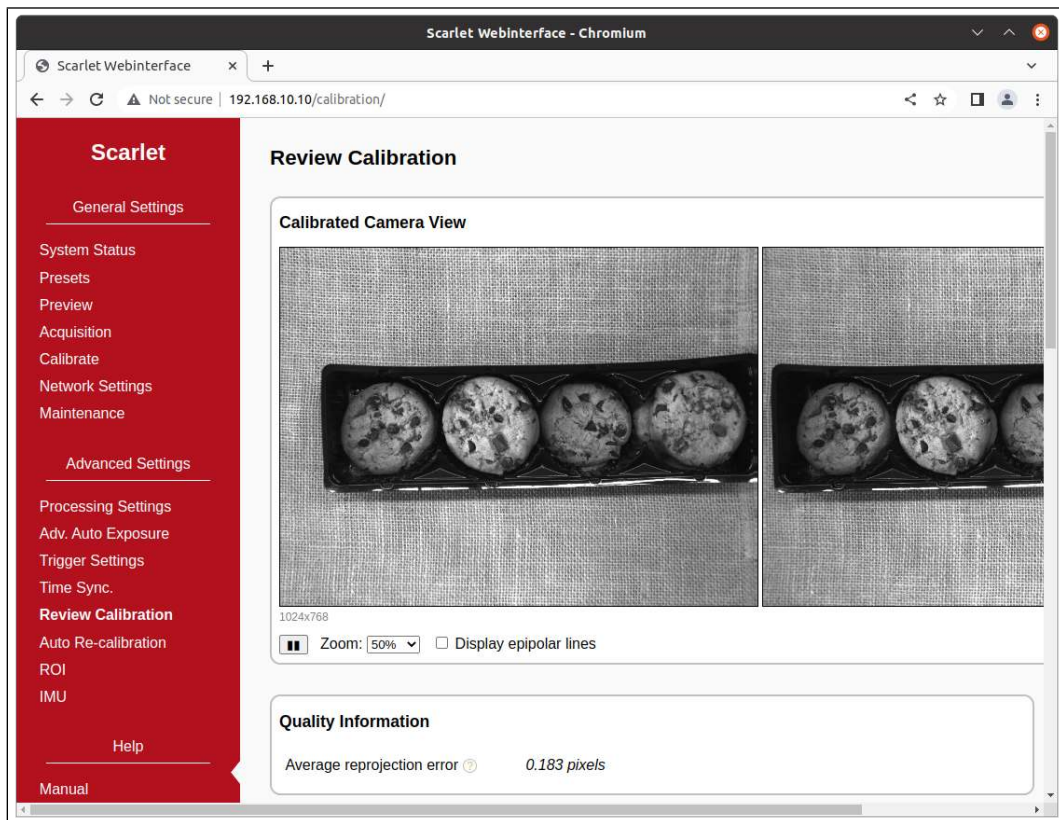 Scarlet Webinterface - Chromium
Scarlet Webinterface
Not secure | 192.168.10.10/calibration/
Scarlet
General Settings
System Status
Presets
Preview
Acquisition
Calibrate
Network Settings
Maintenance
Advanced Settings
Processing Settings
Adv. Auto Exposure
Trigger Settings
Time Sync.
Review Calibration
Auto Re-calibration
ROI
IMU
Help
Manual
Review Calibration
Calibrated Camera View
1024x768
Zoom: 50% Display epipolar lines
Quality Information
Average reprojection error ? 0.183 pixels